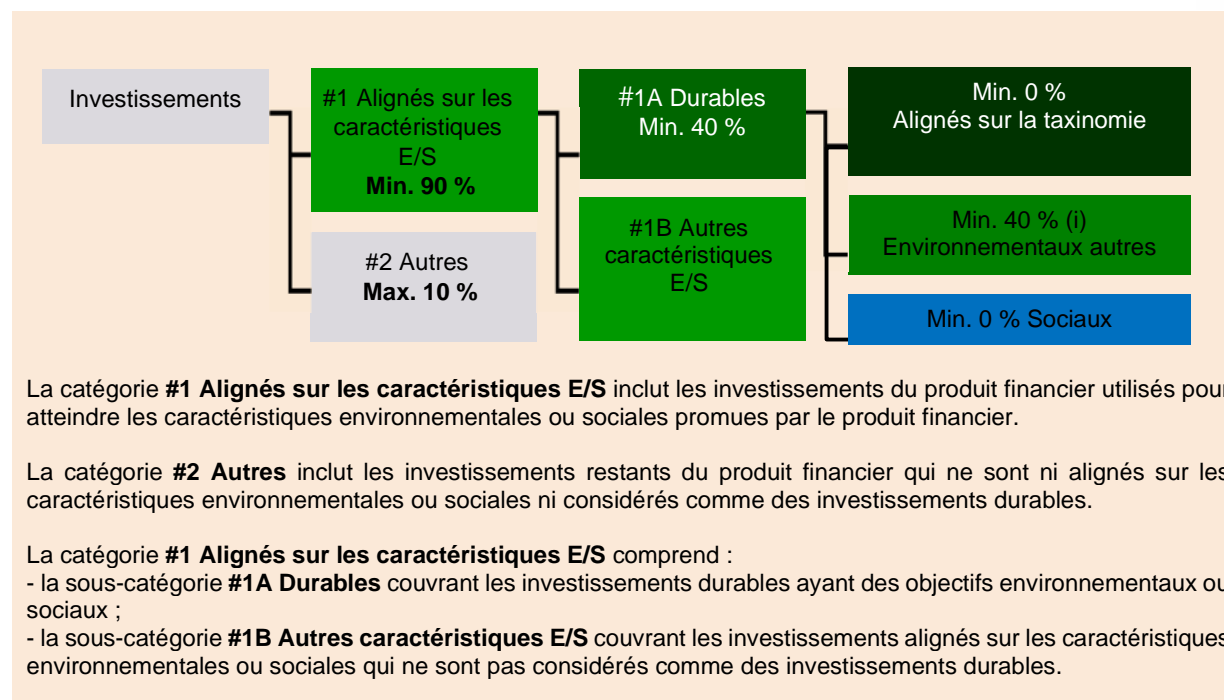 Investissements
#1 Alignés sur les
caractéristiques
E/S
Min. 90 %
#2 Autres
Max. 10 %
#1A Durables
Min. 40 %
#1B Autres
caractéristiques
E/S
Min. 0 %
Alignés sur la taxinomie
Min. 40 % (i)
Environnementaux autres
Min. 0 % Sociaux
La catégorie #1 Alignés sur les caractéristiques E/S inclut les investissements du produit financier utilisés pour
atteindre les caractéristiques environnementales ou sociales promues par le produit financier.
La catégorie #2 Autres inclut les investissements restants du produit financier qui ne sont ni alignés sur les
caractéristiques environnementales ou sociales ni considérés comme des investissements durables.
La catégorie #1 Alignés sur les caractéristiques E/S comprend :
- la sous-catégorie #1A Durables couvrant les investissements durables ayant des objectifs environnementaux ou
sociaux ;
- la sous-catégorie #1B Autres caractéristiques E/S couvrant les investissements alignés sur les caractéristiques
environnementales ou sociales qui ne sont pas considérés comme des investissements durables.